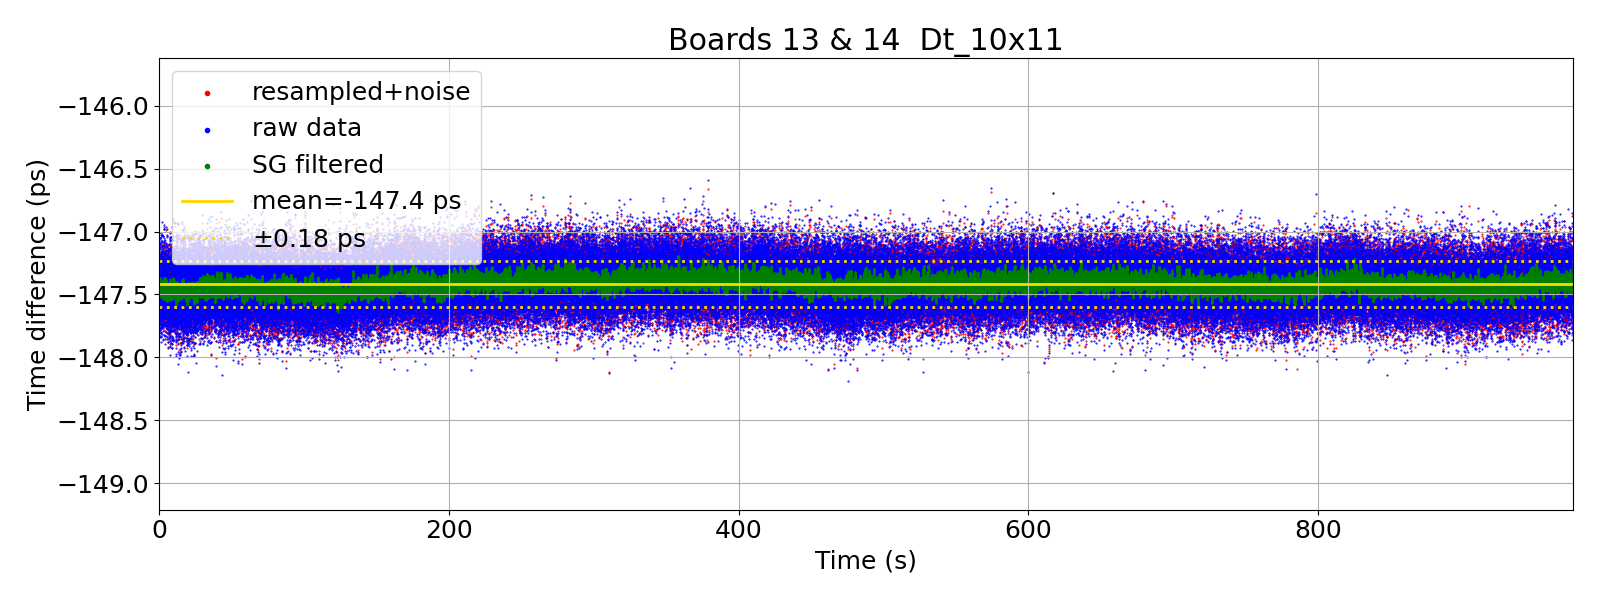 Boards 13 & 14  Dt_10x11
resampled+noise
raw data
SG filtered
mean=-147.4 ps
±0.18 ps
Time difference (ps)
−146.0
−146.5
−147.0
−147.5
−148.0
−148.5
−149.0
0 200 400 600 800
Time (s)